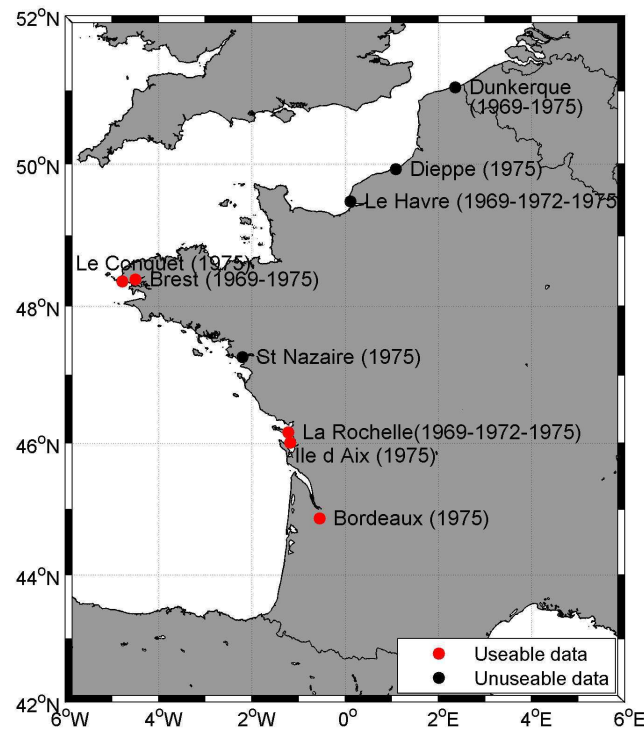 52°N
50°N
48°N
46°N
44°N
42°N
Dunkerque
(1969-1975)
Dieppe (1975)
Le Havre (1969-1972-1975
Le Conquet (1975)
Brest (1969-1975)
St Nazaire (1975)
La Rochelle(1969-1972-1975)
Ile d Aix (1975)
Bordeaux (1975)
Useable data
Unuseable data
6°W
4°W
2°W
0°
2°E
4°E
6°E